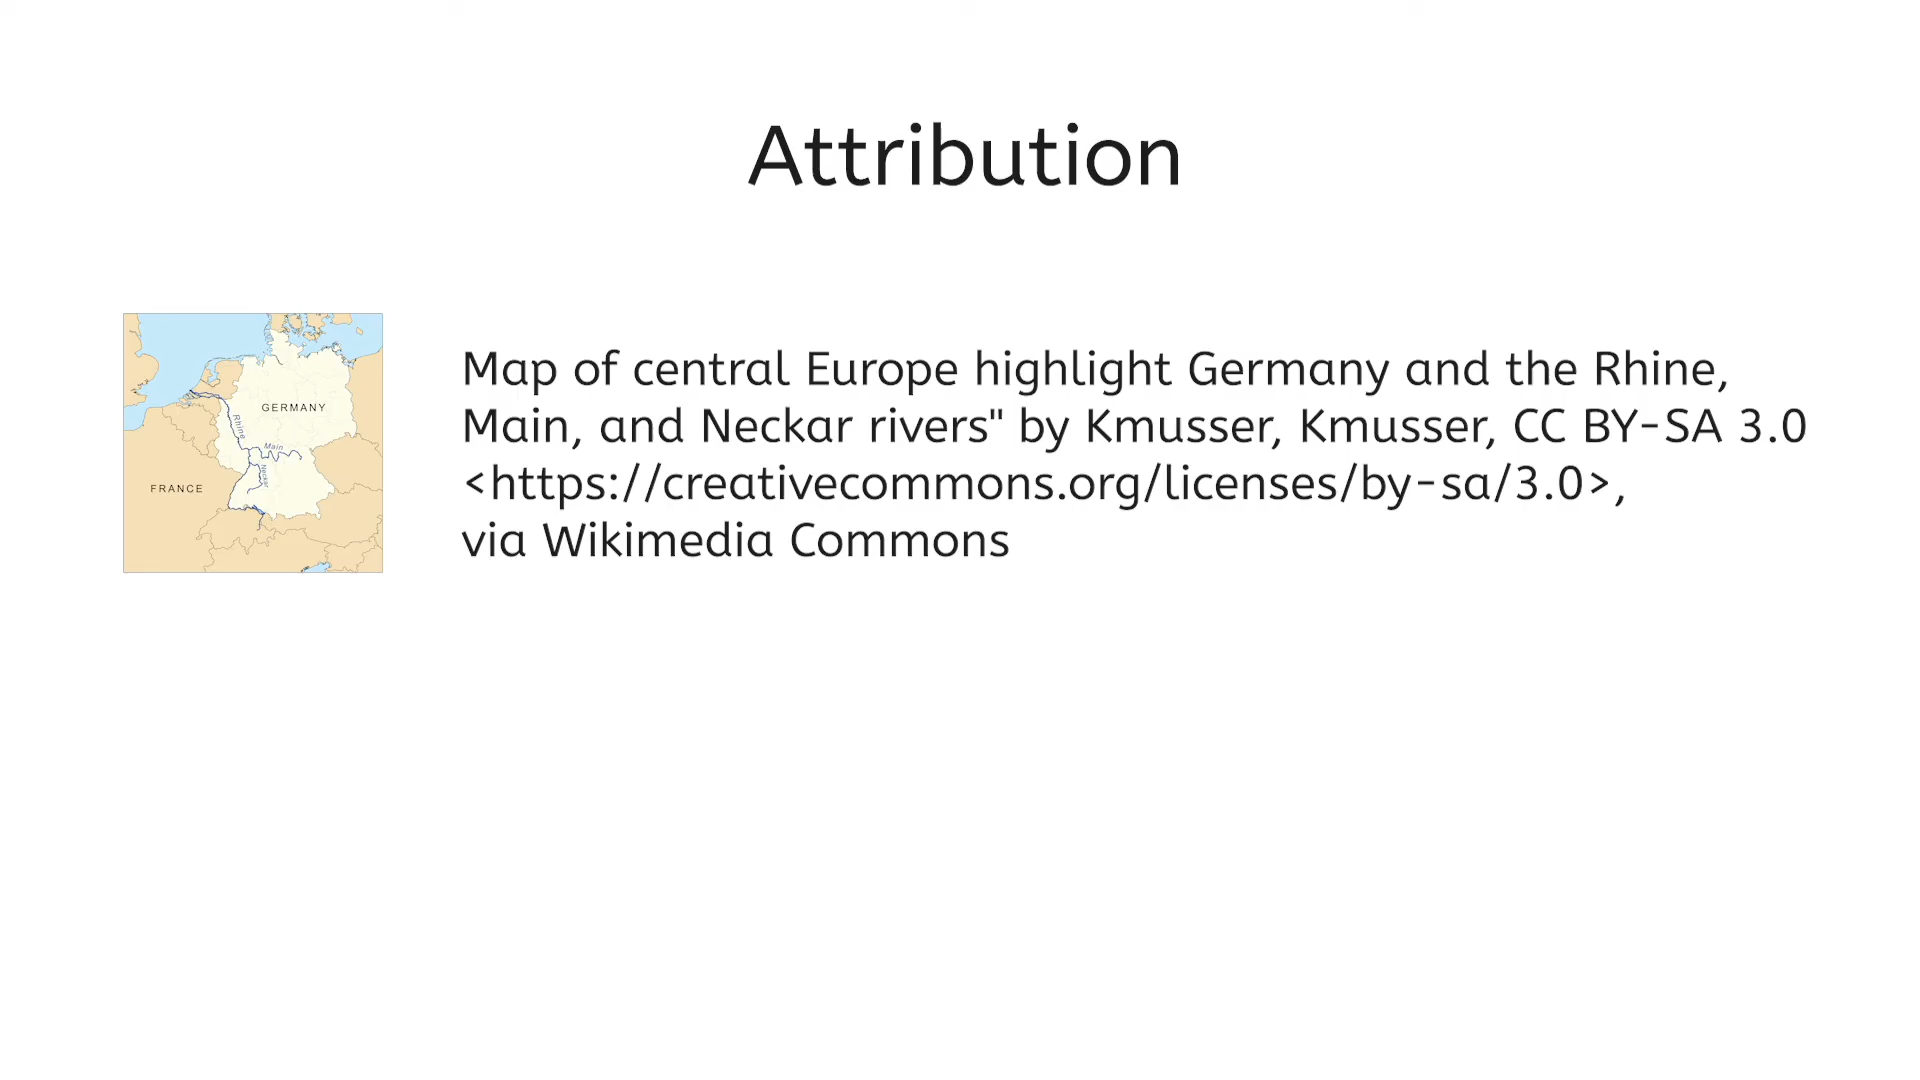 Attribution
GERMANY
Rhine
Main
Neckar
FRANCE
Map of central Europe highlight Germany and the Rhine,
Main, and Neckar rivers" by Kmusser, Kmusser, CC BY-SA 3.0
<https://creativecommons.org/licenses/by-sa/3.0>,
via Wikimedia Commons